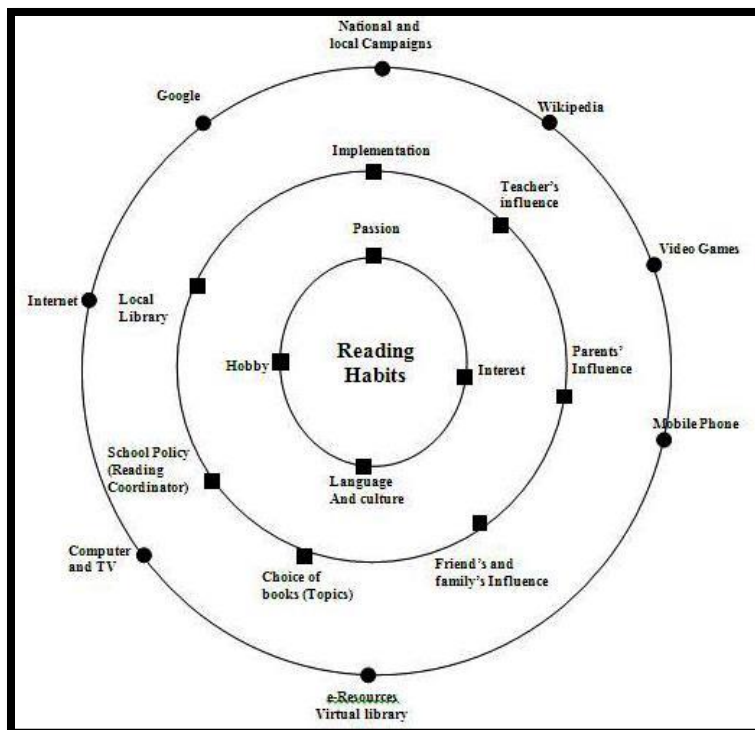 National and
local Campaigns
Google
Wikipedia
Implementation
Teacher's
influence
Passion
Video Games
Internet
Local
Library
Reading
Habits
Parents'
Influence
Hobby
Interest
Mobile Phone
School Policy
(Reading
Coordinator)
Language
And culture
Computer
and TV
Choice of
books (Topics)
Friend's and
family's Influence
e-Resources
Virtual library